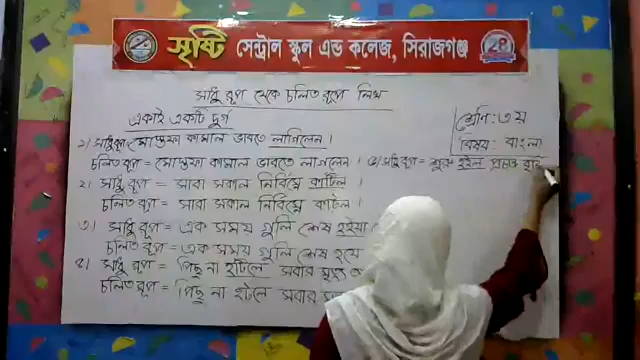 সৃষ্টি সেন্ট্রাল স্কুল এন্ড কলেজ, সিরাজগঞ্জ
সাধু রূপ থেকে চলিত রূপে লিখ
একাই একটি দুর্গ
শ্রেণি: ৩য়
বিষয়: বাংলা
১) সাধু রূপ = মোস্তফা কামাল ভাবতে লাগিলেন।
চলিত রূপ = মোস্তফা কামাল ভাবতে লাগলেন।
২) সাধু রূপ = সারা সকাল নির্বিঘ্নে কাটিল।
চলিত রূপ = সারা সকাল নির্বিঘ্নে কাটল।
৩) সাধু রূপ = এক সময় গুলি শেষ হইয়া
চলিত রূপ = এক সময় গুলি শেষ হয়ে
৪) সাধু রূপ = পিছু না হটিলে সবার মৃত্যু
চলিত রূপ = পিছু না হটলে সবার
৫) সাধু রূপ = শুরু হইল প্রচণ্ড